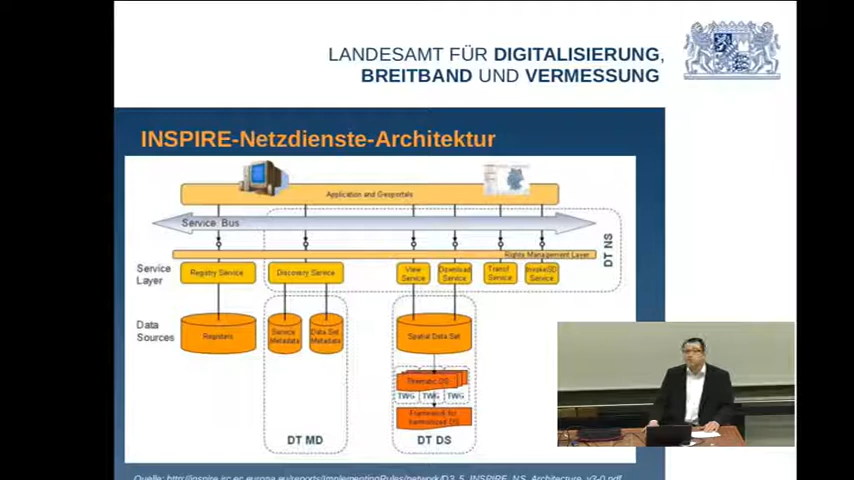 LANDESAMT FÜR DIGITALISIERUNG,
BREITBAND UND VERMESSUNG
INSPIRE-Netzdienste-Architektur
Application and Geoportals
Service Bus
Rights Management Layer
DT NS
Service
Layer
Registry Service
Discovery Service
View
Service
Download
Service
Transf
Service
InvokeSD
Service
Data
Sources
Registers
Service
Metadata
Data Set
Metadata
Spatial Data Set
Thematic DS
TWG
TWG
TWG
Framework for
harmonized DS
DT MD
DT DS
Quelle: http://inspire.jrc.ec.europa.eu/reports/ImplementingRules/network/D3_5_INSPIRE_NS_Architecture_v3-0.pdf